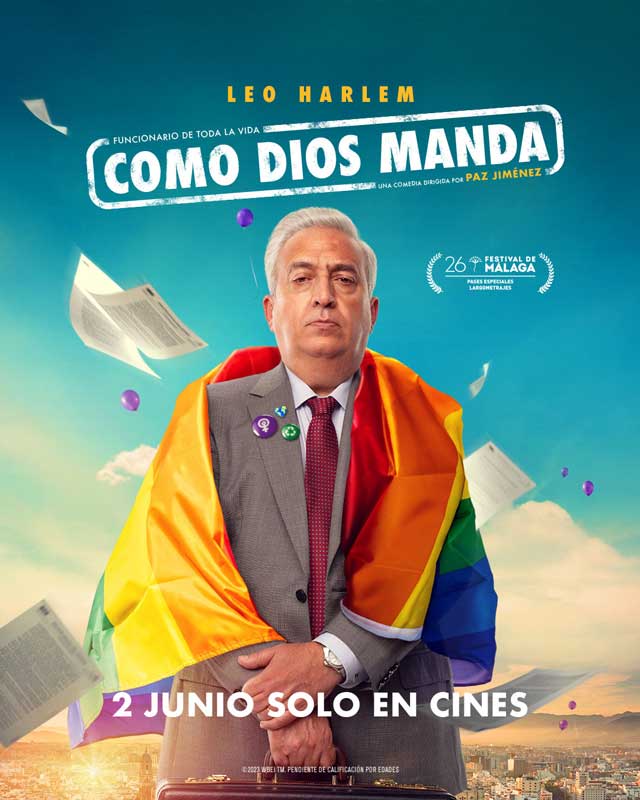 LEO HARLEM
FUNCIONARIO DE TODA LA VIDA
COMO DIOS MANDA
UNA COMEDIA DIRIGIDA POR PAZ JIMÉNEZ
26 FESTIVAL DE
MÁLAGA
PASES ESPECIALES
LARGOMETRAJES
2 JUNIO SOLO EN CINES
©2023 WBEI TM. PENDIENTE DE CALIFICACIÓN POR EDADES